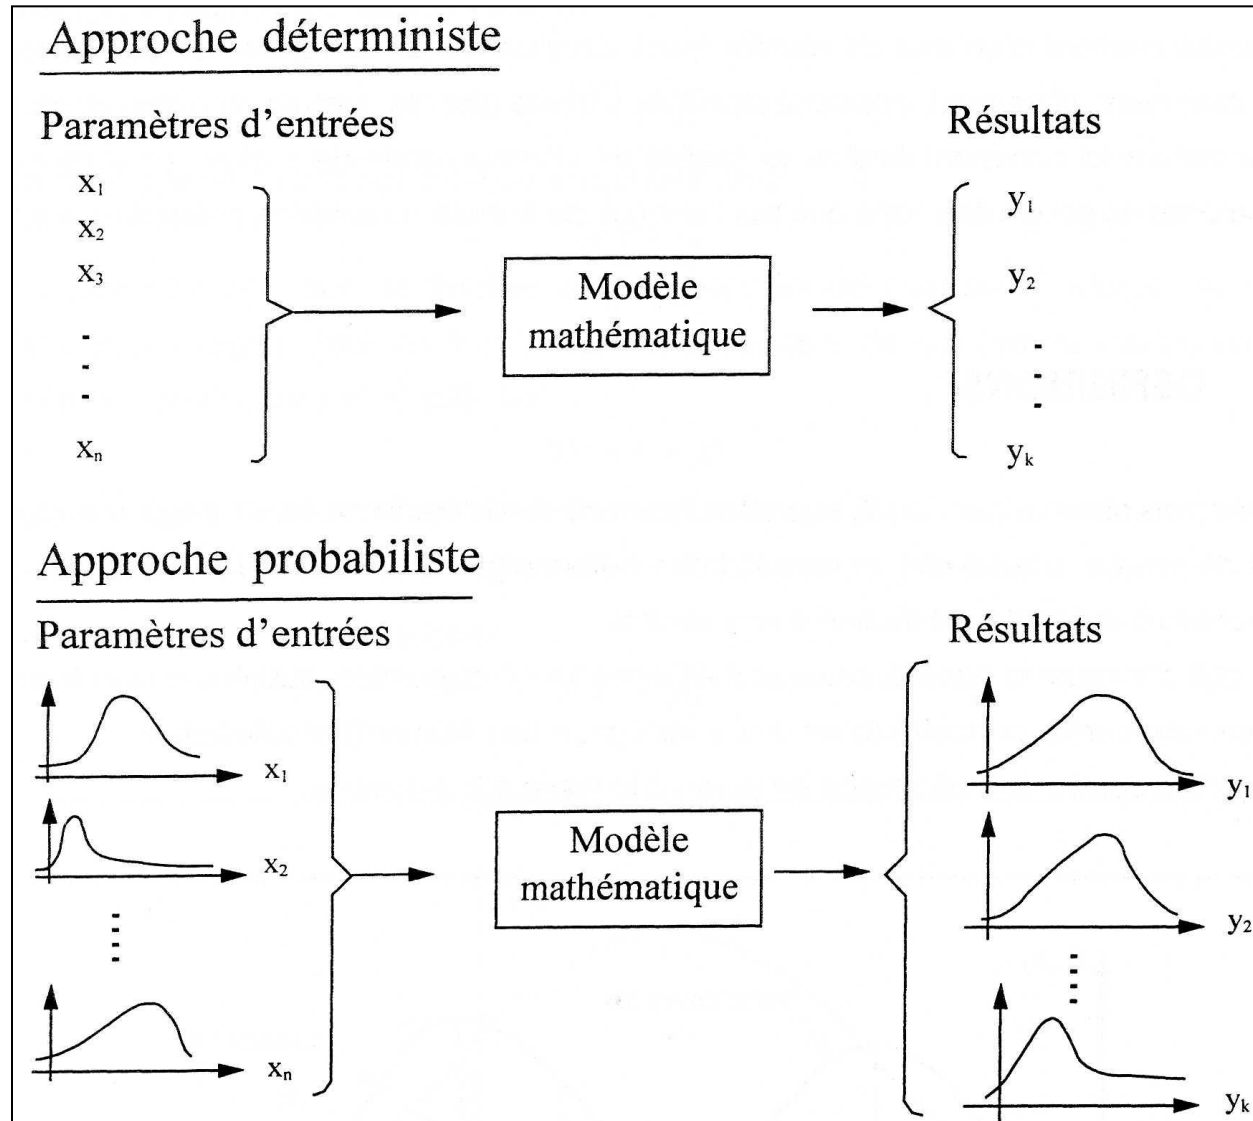 Approche déterministe
Paramètres d'entrées
Résultats
x₁
x₂
x₃
xₙ
Modèle
mathématique
y₁
y₂
yₖ
Approche probabiliste
Paramètres d'entrées
Résultats
x₁
x₂
xₙ
Modèle
mathématique
y₁
y₂
yₖ